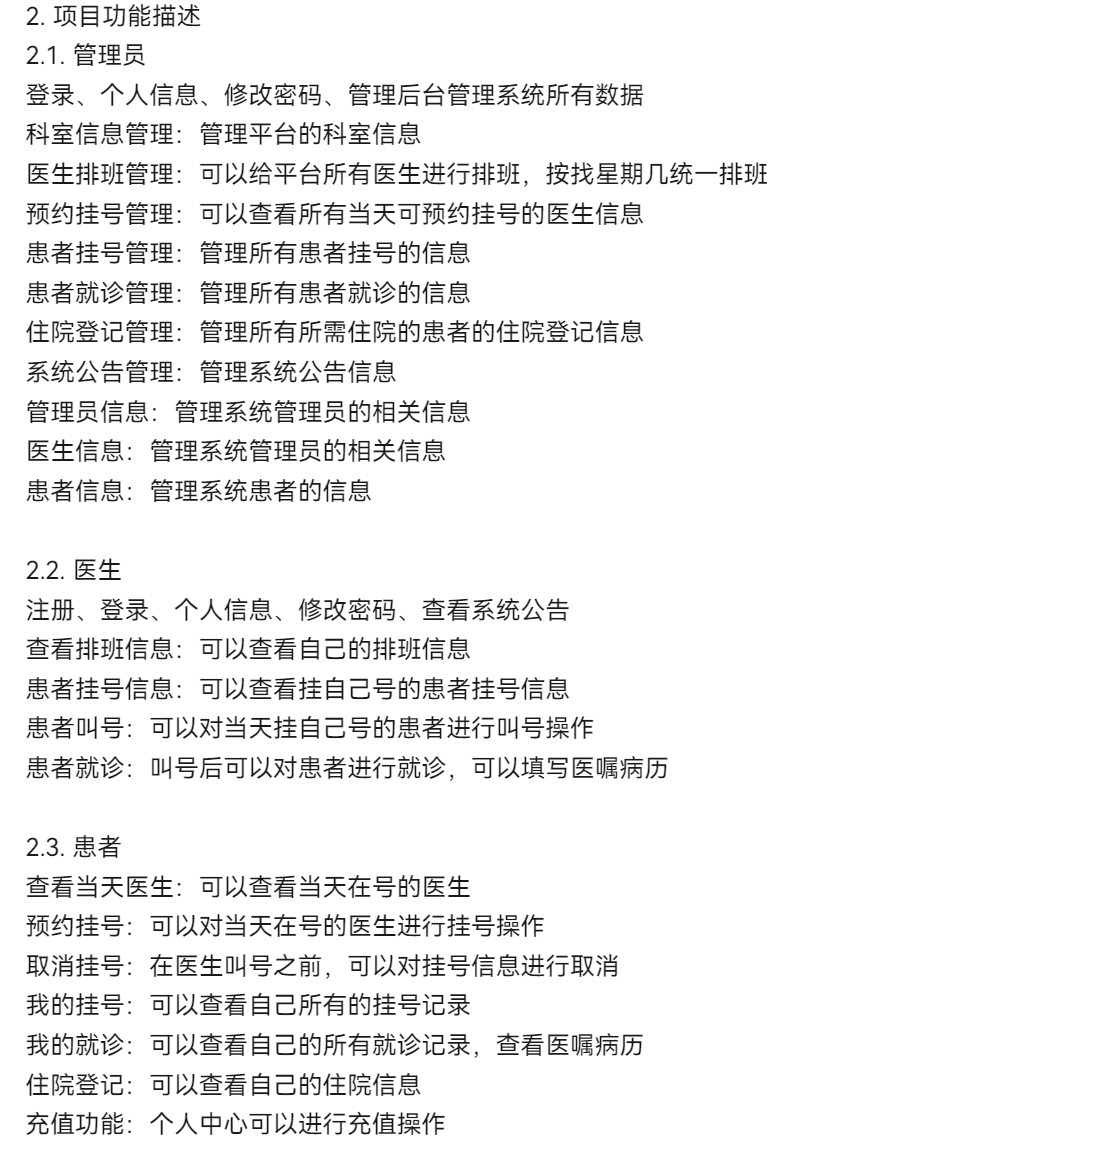 2. 项目功能描述
2.1. 管理员
登录、个人信息、修改密码、管理后台管理系统所有数据
科室信息管理：管理平台的科室信息
医生排班管理：可以给平台所有医生进行排班，按找星期几统一排班
预约挂号管理：可以查看所有当天可预约挂号的医生信息
患者挂号管理：管理所有患者挂号的信息
患者就诊管理：管理所有患者就诊的信息
住院登记管理：管理所有所需住院的患者的住院登记信息
系统公告管理：管理系统公告信息
管理员信息：管理系统管理员的相关信息
医生信息：管理系统管理员的相关信息
患者信息：管理系统患者的信息
2.2. 医生
注册、登录、个人信息、修改密码、查看系统公告
查看排班信息：可以查看自己的排班信息
患者挂号信息：可以查看挂自己号的患者挂号信息
患者叫号：可以对当天挂自己号的患者进行叫号操作
患者就诊：叫号后可以对患者进行就诊，可以填写医嘱病历
2.3. 患者
查看当天医生：可以查看当天在号的医生
预约挂号：可以对当天在号的医生进行挂号操作
取消挂号：在医生叫号之前，可以对挂号信息进行取消
我的挂号：可以查看自己所有的挂号记录
我的就诊：可以查看自己的所有就诊记录，查看医嘱病历
住院登记：可以查看自己的住院信息
充值功能：个人中心可以进行充值操作